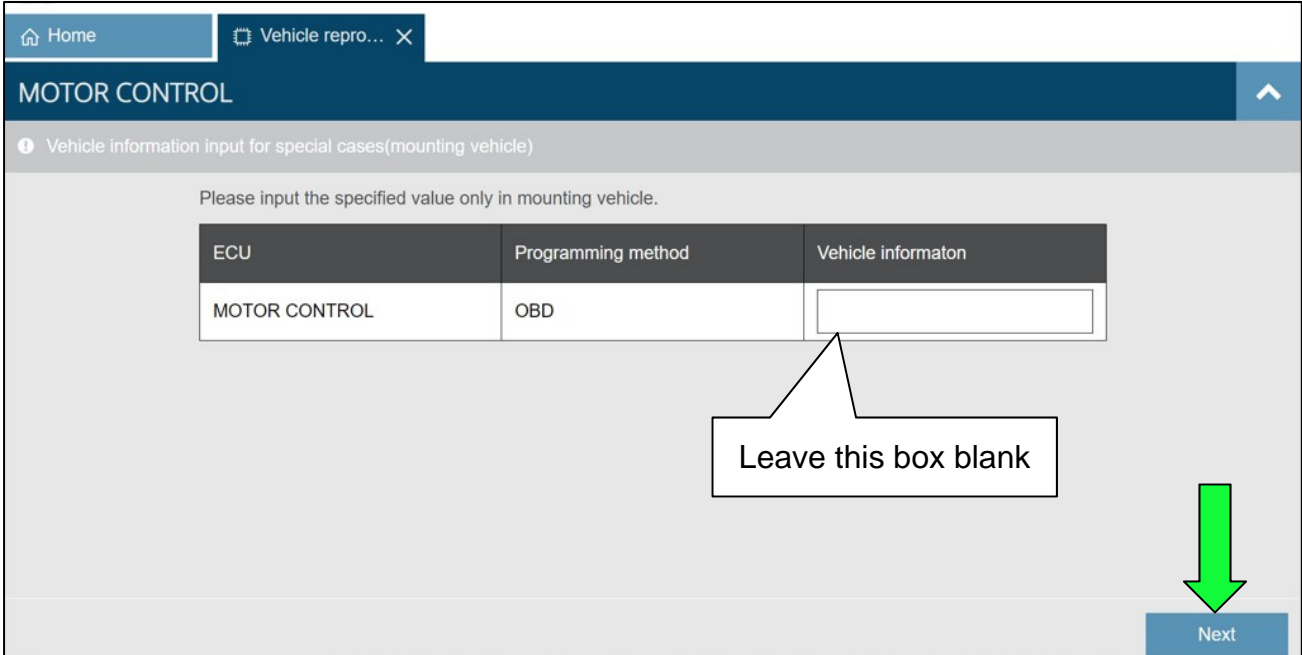 Home
Vehicle repro...
MOTOR CONTROL
Vehicle information input for special cases(mounting vehicle)
Please input the specified value only in mounting vehicle.
ECU Programming method Vehicle informaton
MOTOR CONTROL OBD
Leave this box blank
Next